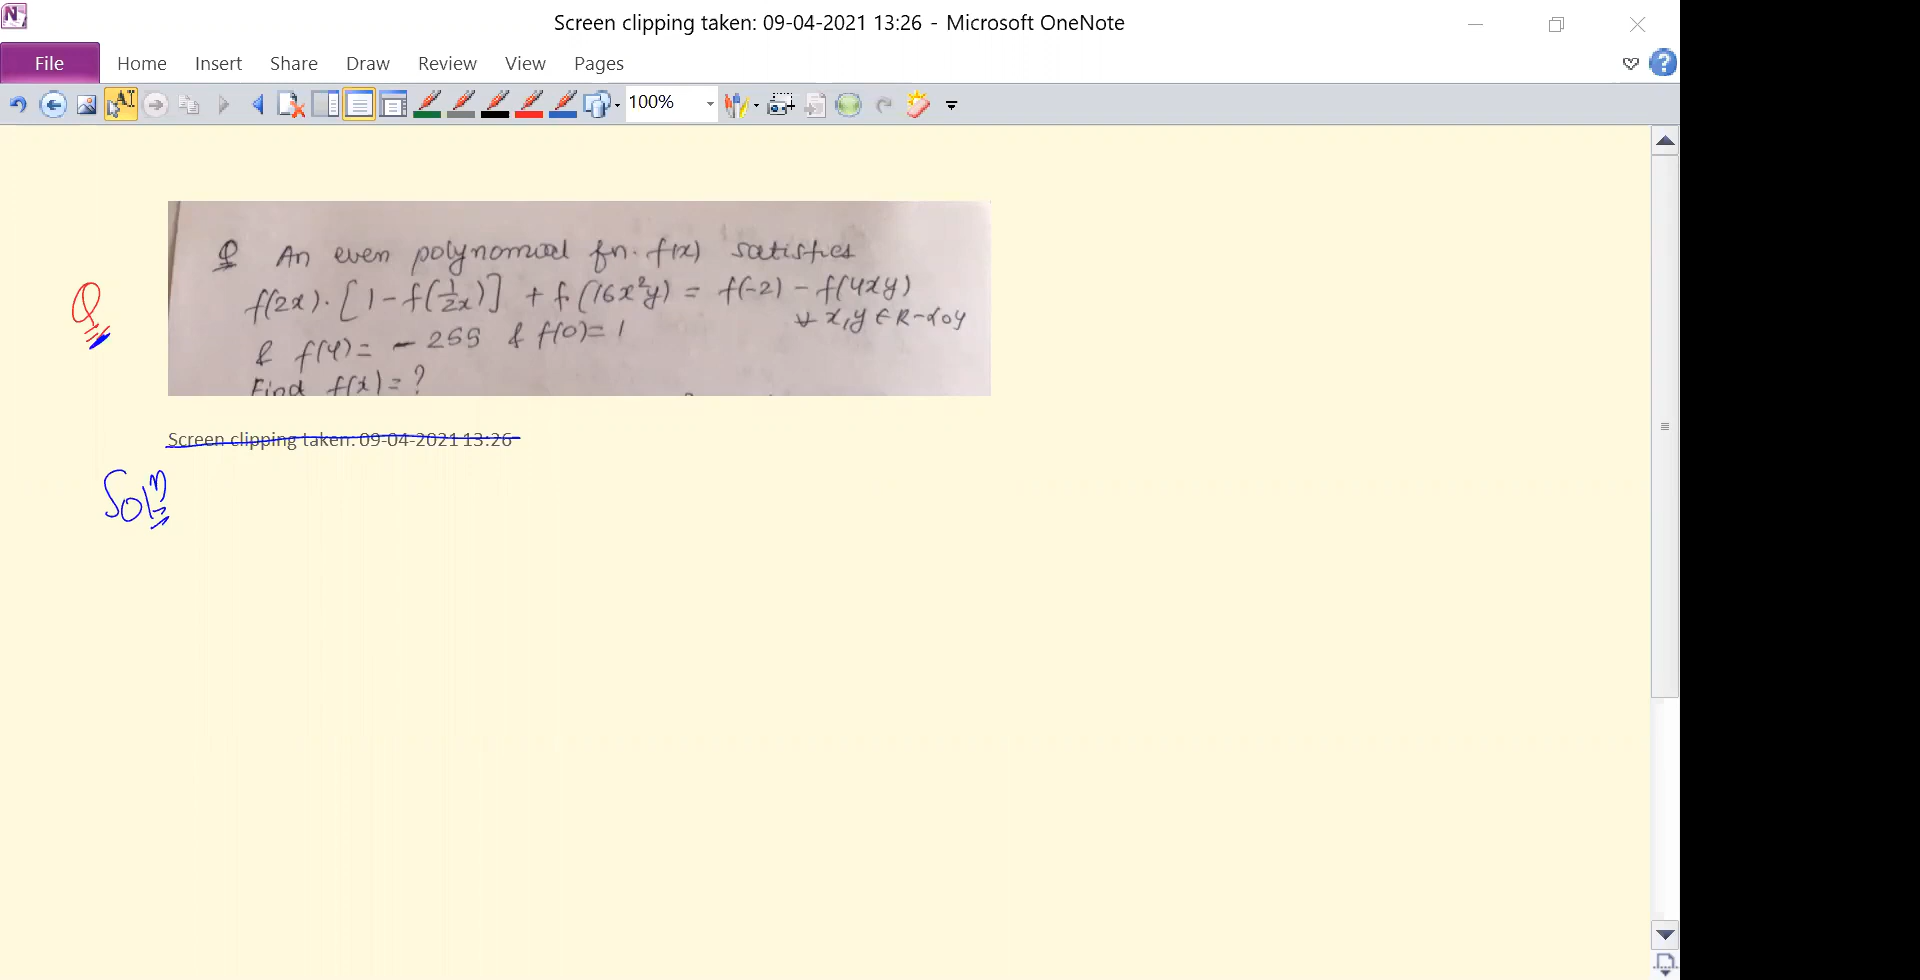 Screen clipping taken: 09-04-2021 13:26 - Microsoft OneNote
File Home Insert Share Draw Review View Pages
100%
Q An even polynomial fn. f(x) satisfies
f(2x).[1-f(1/2x)] + f(16x²y) = f(-2) - f(4xy)
∀ x,y ∈ R-{0}
& f(4) = -255 & f(0)=1
Find f(x)=?
Q
Screen clipping taken: 09-04-2021 13:26
Solⁿ